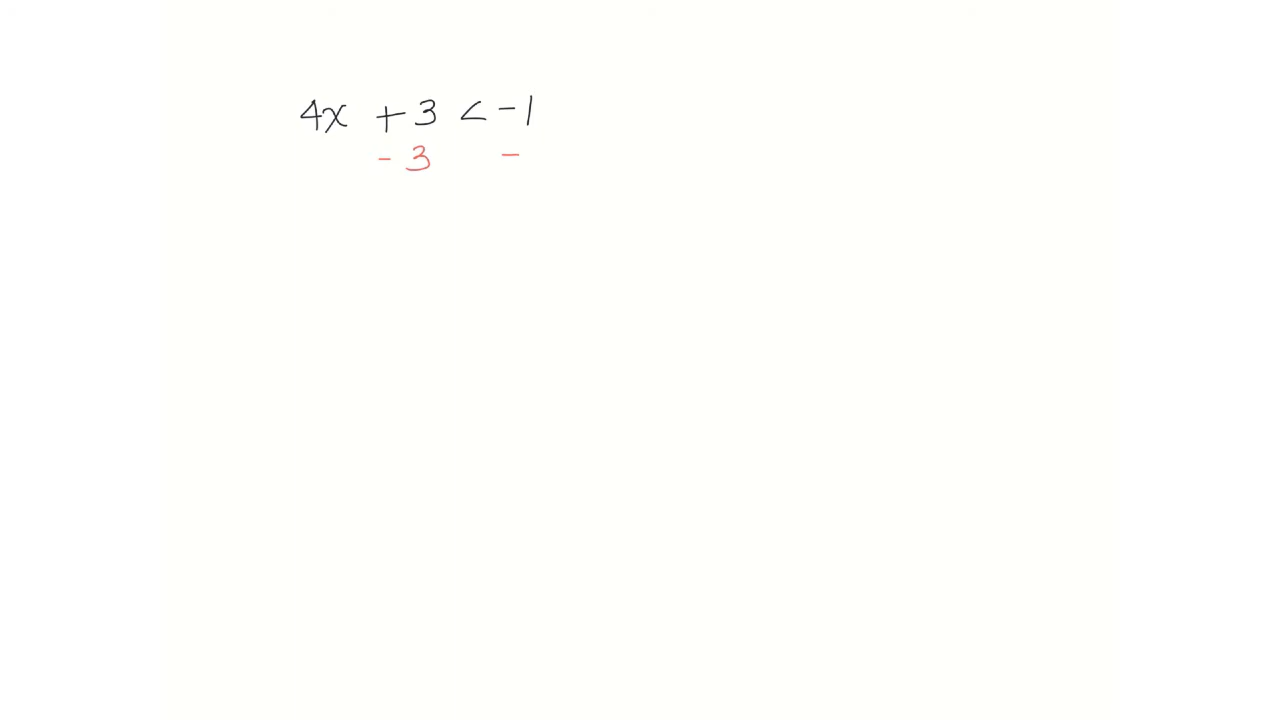 4x + 3 < -1
- 3 -